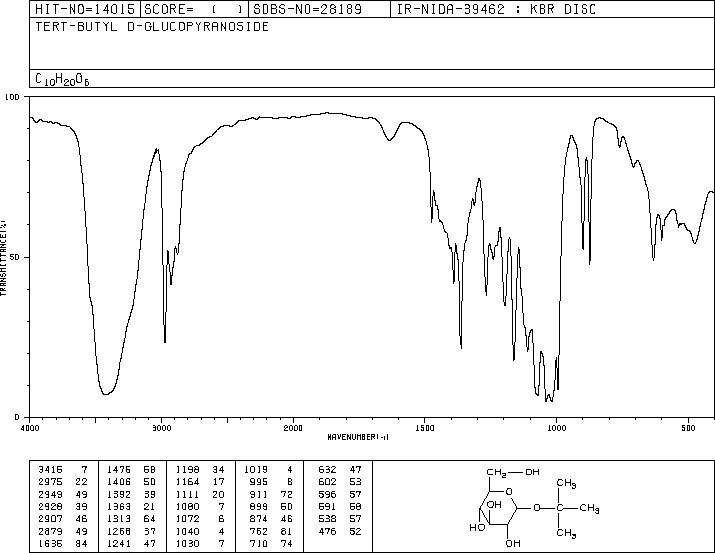 HIT-NO=14015 SCORE= ( ) SDBS-NO=28189 IR-NIDA-39462 : KBR DISC
TERT-BUTYL D-GLUCOPYRANOSIDE
C10H20O6
100
50
0
TRANSMITTANCE(%)
4000 3000 2000 1500 1000 500
WAVENUMBER(-1)
3415 7 1475 58 1198 34 1019 4 632 47
2975 22 1406 50 1164 17 995 8 602 53
2949 49 1392 39 1111 20 911 72 596 57
2928 39 1363 21 1080 7 899 50 591 58
2907 46 1313 64 1072 6 874 46 538 57
2879 49 1268 37 1040 4 762 81 476 52
1635 84 1241 47 1030 7 710 74
CH2 OH
CH3
O
OH
O C CH3
HO
CH3
OH